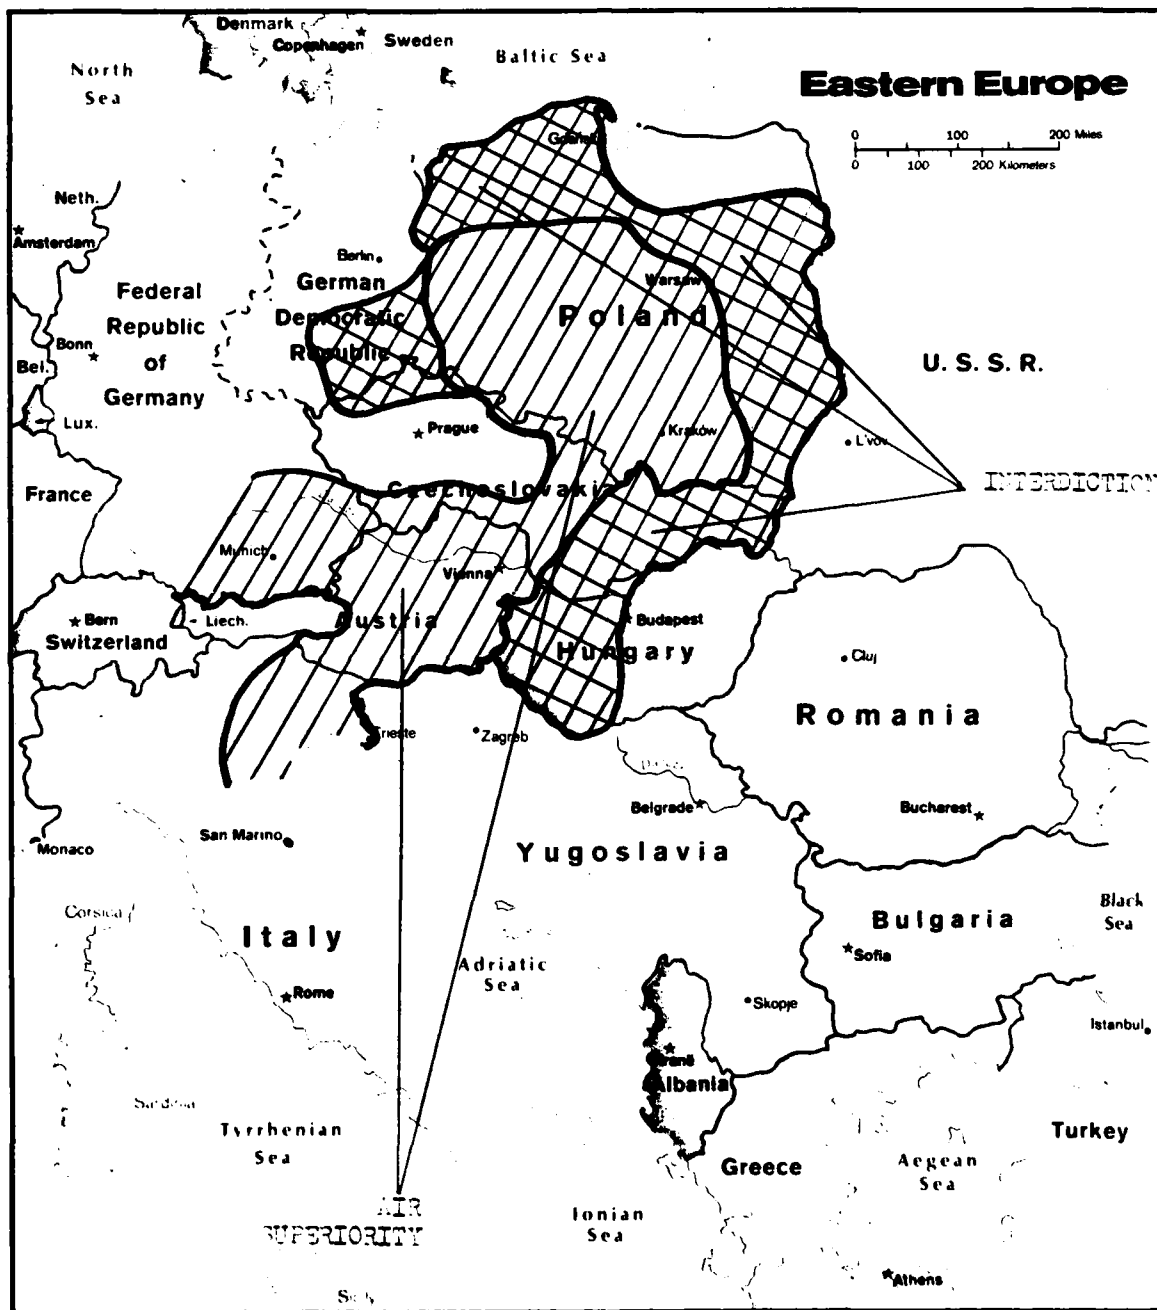 Denmark
Copenhagen
Sweden
Baltic Sea
North
Sea
Eastern Europe
0 100 200 Miles
0 100 200 Kilometers
Gdańsk
Neth.
Amsterdam
Berlin
German
Democratic
Republic
Federal
Republic
of
Germany
Warsaw
Poland
Bonn
Bel.
Lux.
U.S.S.R.
Prague
Kraków
L'vov
INTERDICTION
France
Czechoslovakia
Munich
Vienna
Bern
Switzerland
Liech.
Austria
Budapest
Hungary
Cluj
Romania
Trieste
Zagreb
Belgrade
Bucharest
San Marino
Monaco
Yugoslavia
Corsica
Italy
Bulgaria
Black
Sea
Sofia
Adriatic
Sea
Rome
Skopje
Istanbul
Tiranë
Albania
Sardinia
Tyrrhenian
Sea
Greece
Aegean
Sea
Turkey
AIR
SUPERIORITY
Ionian
Sea
Athens
Sicily